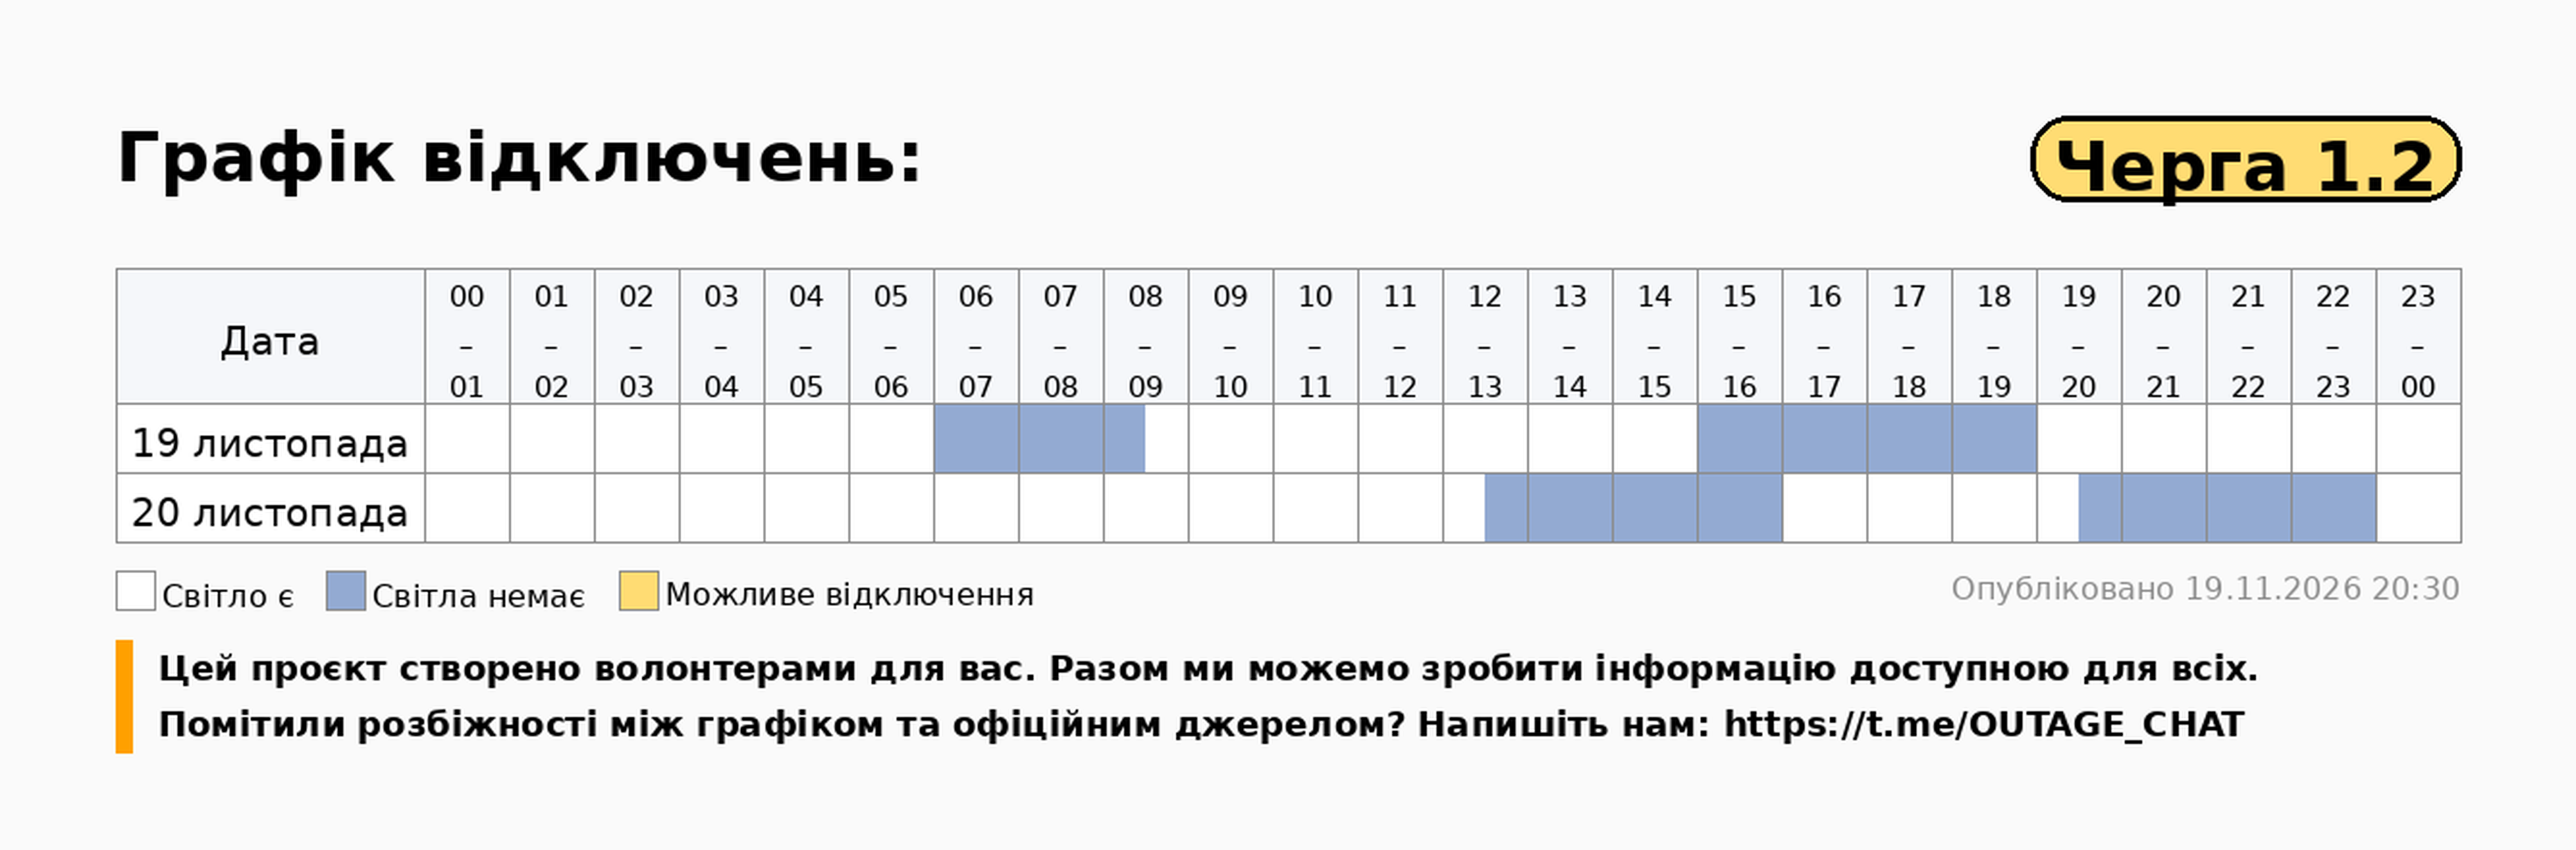 Графік відключень:
Черга 1.2
Дата
00 – 01
01 – 02
02 – 03
03 – 04
04 – 05
05 – 06
06 – 07
07 – 08
08 – 09
09 – 10
10 – 11
11 – 12
12 – 13
13 – 14
14 – 15
15 – 16
16 – 17
17 – 18
18 – 19
19 – 20
20 – 21
21 – 22
22 – 23
23 – 00
19 листопада
20 листопада
Світло є
Світла немає
Можливе відключення
Опубліковано 19.11.2026 20:30
Цей проєкт створено волонтерами для вас. Разом ми можемо зробити інформацію доступною для всіх.
Помітили розбіжності між графіком та офіційним джерелом? Напишіть нам: https://t.me/OUTAGE_CHAT